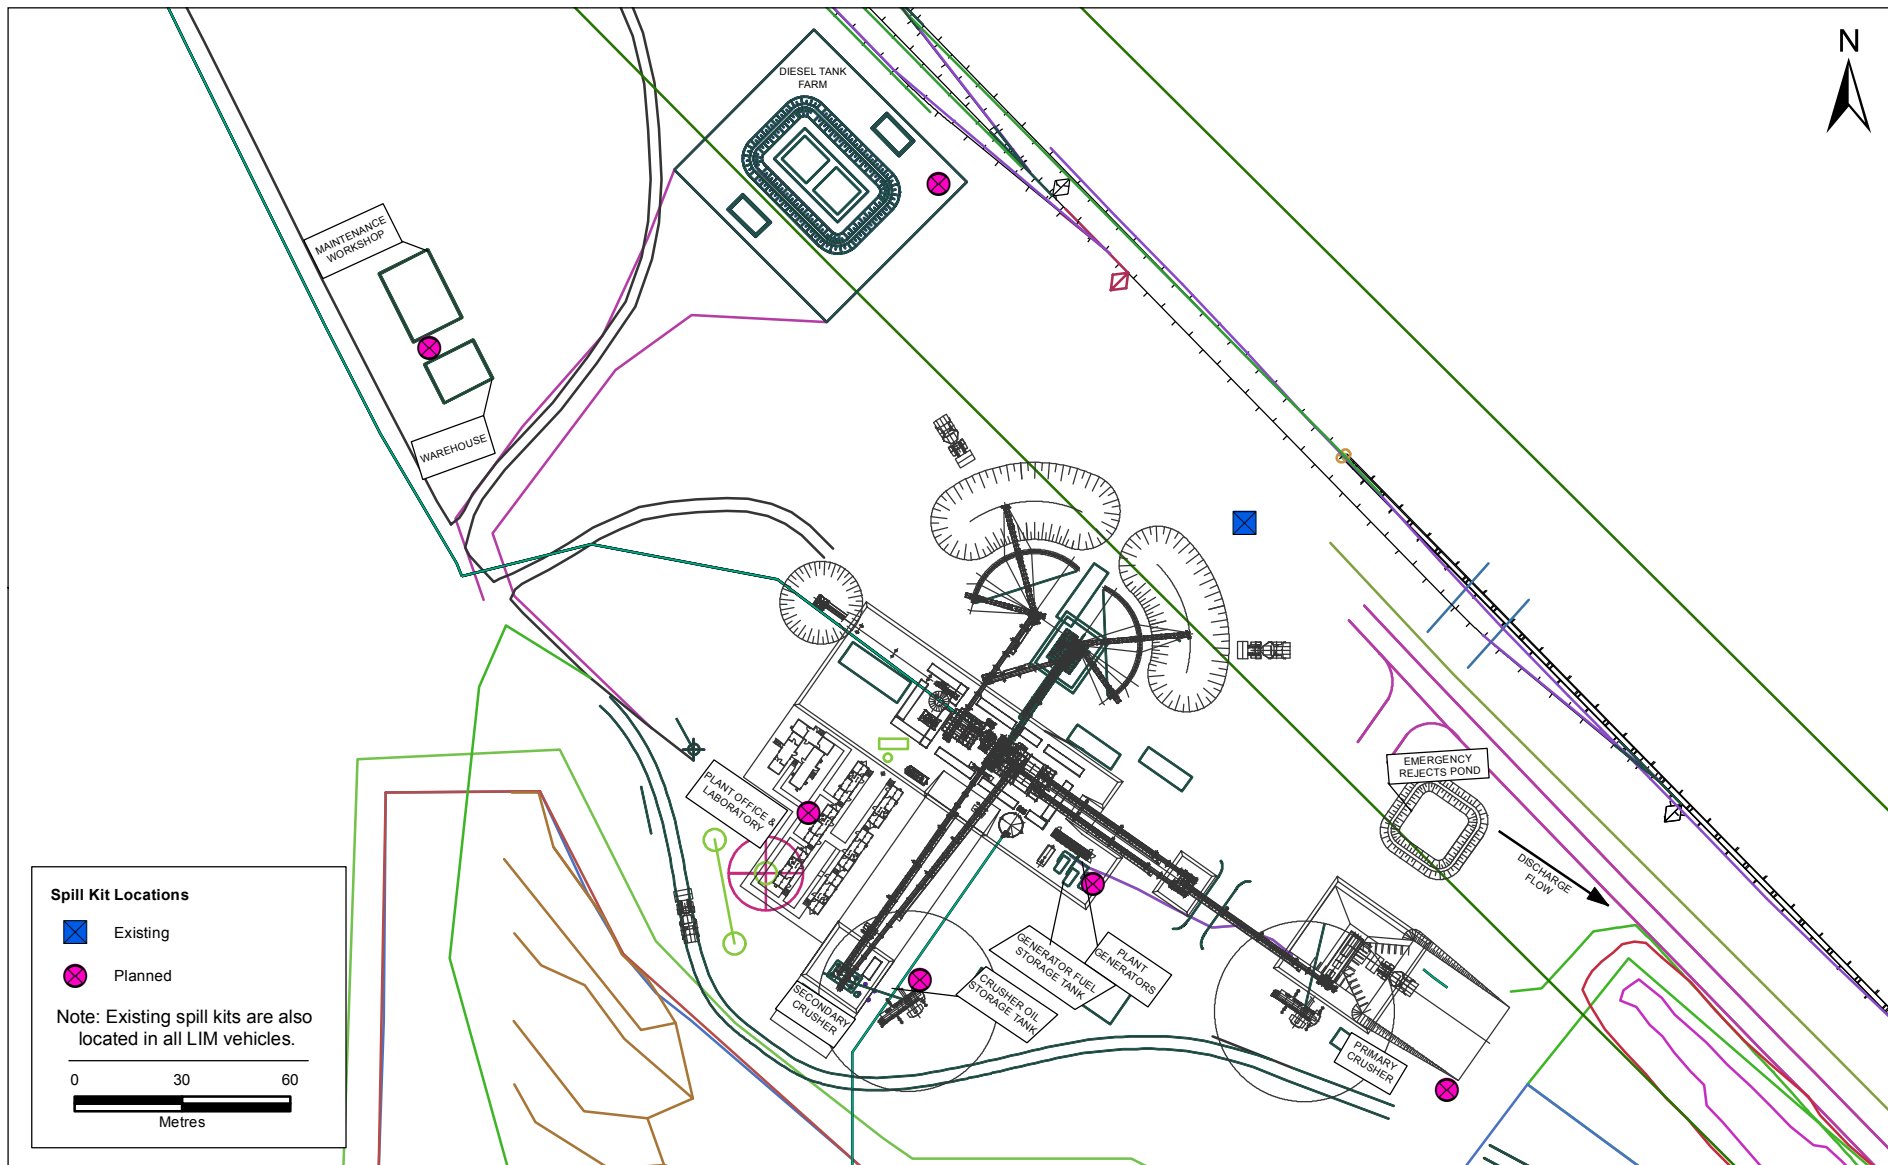 N
DIESEL TANK
FARM
MAINTENANCE
WORKSHOP
WAREHOUSE
EMERGENCY
REJECTS POND
DISCHARGE
FLOW
PLANT OFFICE &
LABORATORY
PLANT
GENERATORS
GENERATOR FUEL
STORAGE TANK
CRUSHER OIL
STORAGE TANK
SECONDARY
CRUSHER
PRIMARY
CRUSHER
Spill Kit Locations
Existing
Planned
Note: Existing spill kits are also
located in all LIM vehicles.
0 30 60
Metres